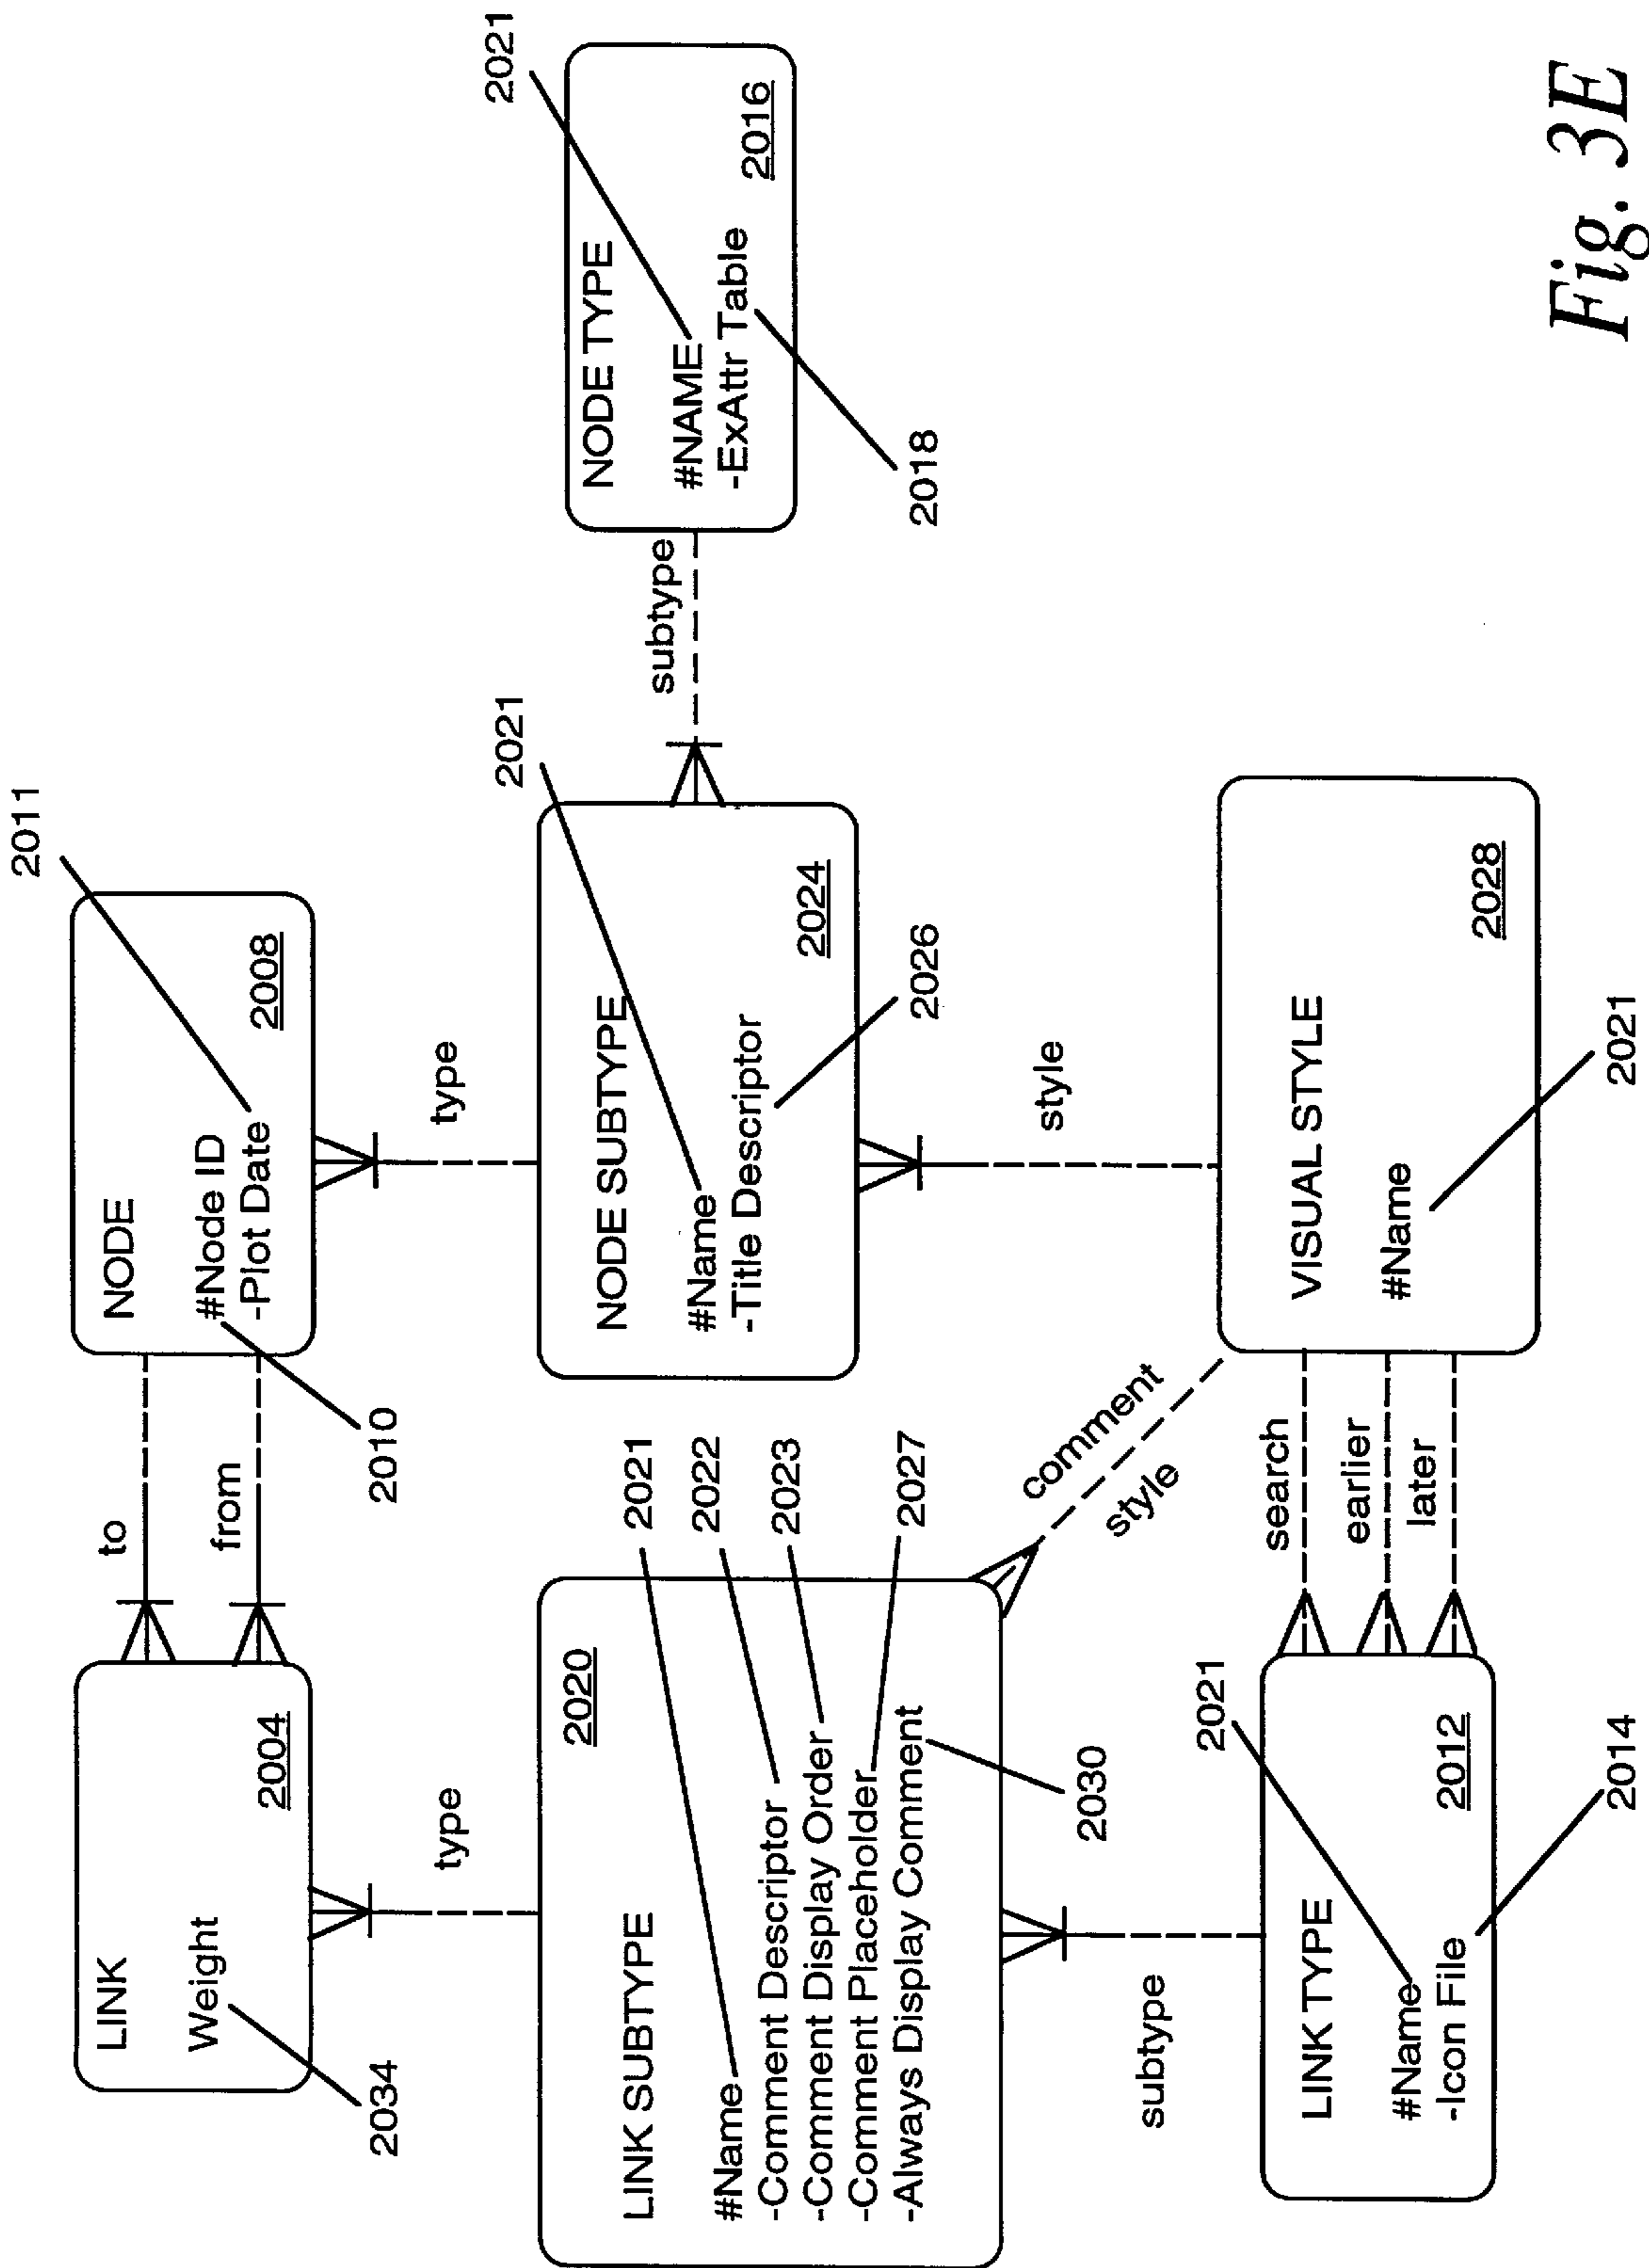 LINK
Weight
2004
2034
to
from
NODE
#Node ID
-Plot Date
2008
2010
2011
type
type
LINK SUBTYPE
2020
#Name
-Comment Descriptor
-Comment Display Order
-Comment Placeholder
-Always Display Comment
2021
2022
2023
2027
2030
NODE SUBTYPE
#Name
-Title Descriptor
2024
2021
2026
subtype
NODE TYPE
#NAME
-ExAttr Table
2016
2021
2018
subtype
comment
style
style
LINK TYPE
#Name
-Icon File
2012
2021
2014
search
earlier
later
VISUAL STYLE
#Name
2028
2021
Fig. 3E